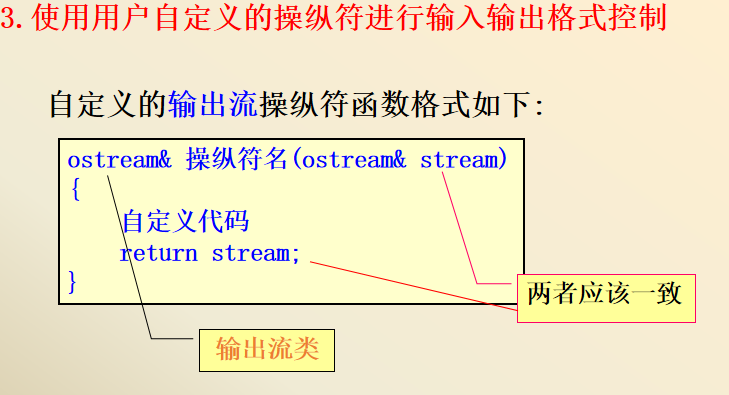 3.使用用户自定义的操纵符进行输入输出格式控制
自定义的输出流操纵符函数格式如下:
ostream& 操纵符名(ostream& stream)
{
自定义代码
return stream;
}
两者应该一致
输出流类